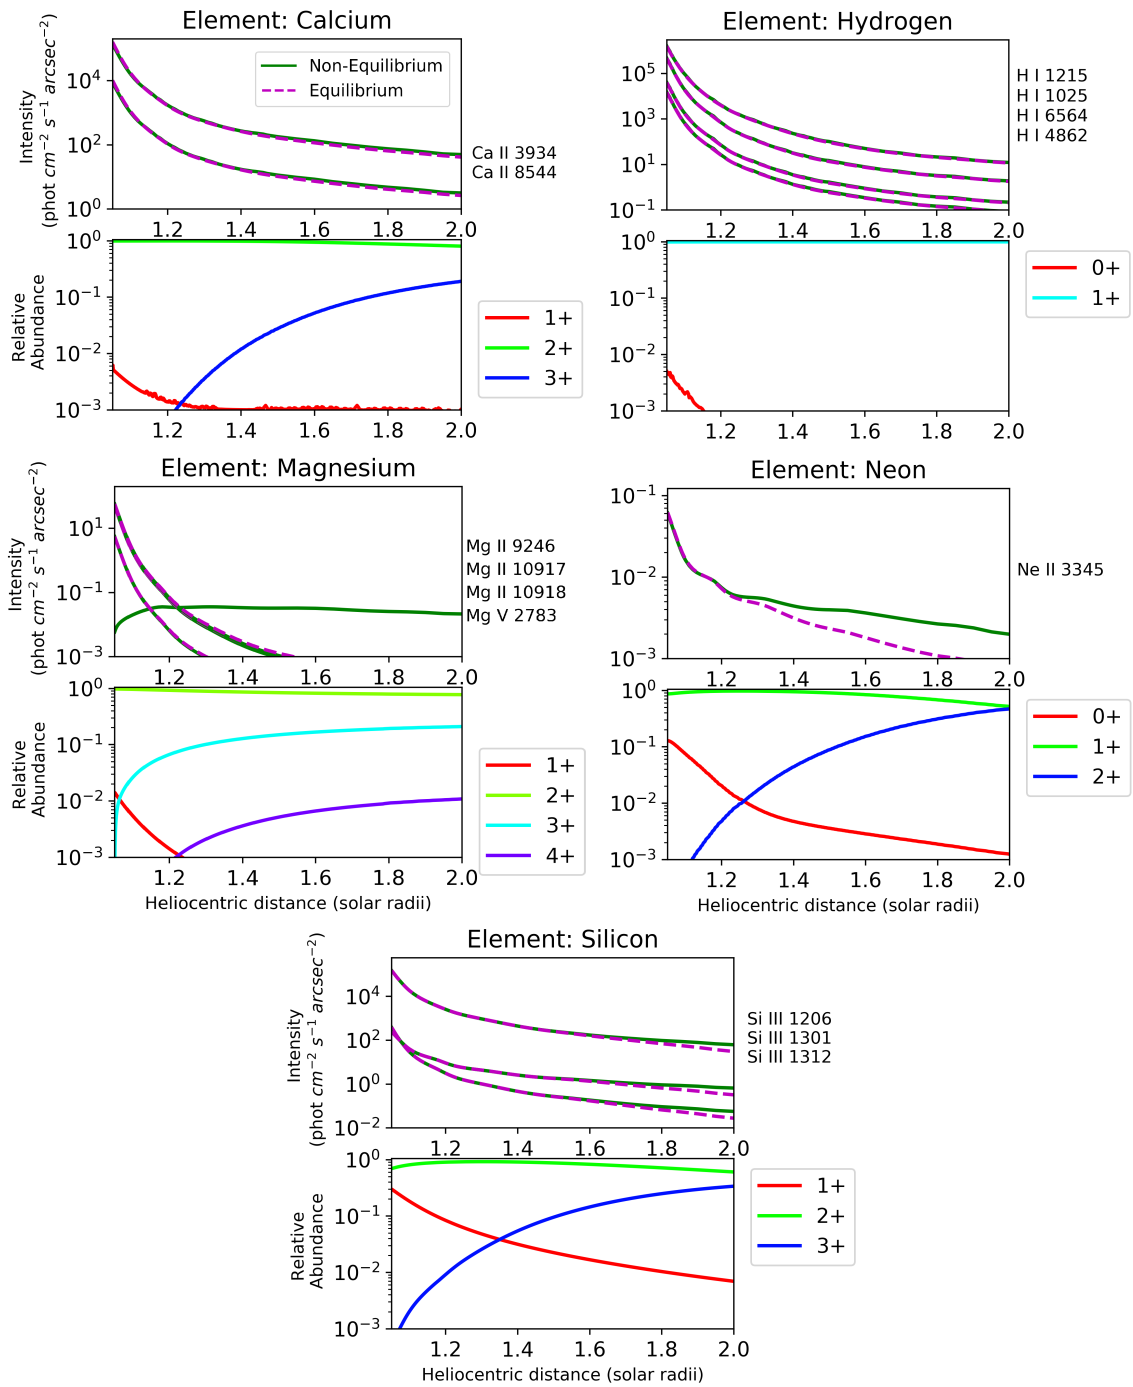 Element: Calcium
Intensity
(phot cm⁻² s⁻¹ arcsec⁻²)
10⁴
10²
10⁰
Non-Equilibrium
Equilibrium
Ca II 3934
Ca II 8544
1.2 1.4 1.6 1.8 2.0
Relative
Abundance
10⁰
10⁻¹
10⁻²
10⁻³
1+
2+
3+
1.2 1.4 1.6 1.8 2.0
Element: Hydrogen
10⁵
10³
10¹
10⁻¹
H I 1215
H I 1025
H I 6564
H I 4862
1.2 1.4 1.6 1.8 2.0
10⁰
10⁻¹
10⁻²
10⁻³
0+
1+
1.2 1.4 1.6 1.8 2.0
Element: Magnesium
Intensity
(phot cm⁻² s⁻¹ arcsec⁻²)
10¹
10⁻¹
10⁻³
Mg II 9246
Mg II 10917
Mg II 10918
Mg V 2783
1.2 1.4 1.6 1.8 2.0
Relative
Abundance
10⁰
10⁻¹
10⁻²
10⁻³
1+
2+
3+
4+
1.2 1.4 1.6 1.8 2.0
Heliocentric distance (solar radii)
Element: Neon
10⁻¹
10⁻²
10⁻³
Ne II 3345
1.2 1.4 1.6 1.8 2.0
10⁰
10⁻¹
10⁻²
10⁻³
0+
1+
2+
1.2 1.4 1.6 1.8 2.0
Heliocentric distance (solar radii)
Element: Silicon
Intensity
(phot cm⁻² s⁻¹ arcsec⁻²)
10⁴
10²
10⁰
10⁻²
Si III 1206
Si III 1301
Si III 1312
1.2 1.4 1.6 1.8 2.0
Relative
Abundance
10⁰
10⁻¹
10⁻²
10⁻³
1+
2+
3+
1.2 1.4 1.6 1.8 2.0
Heliocentric distance (solar radii)